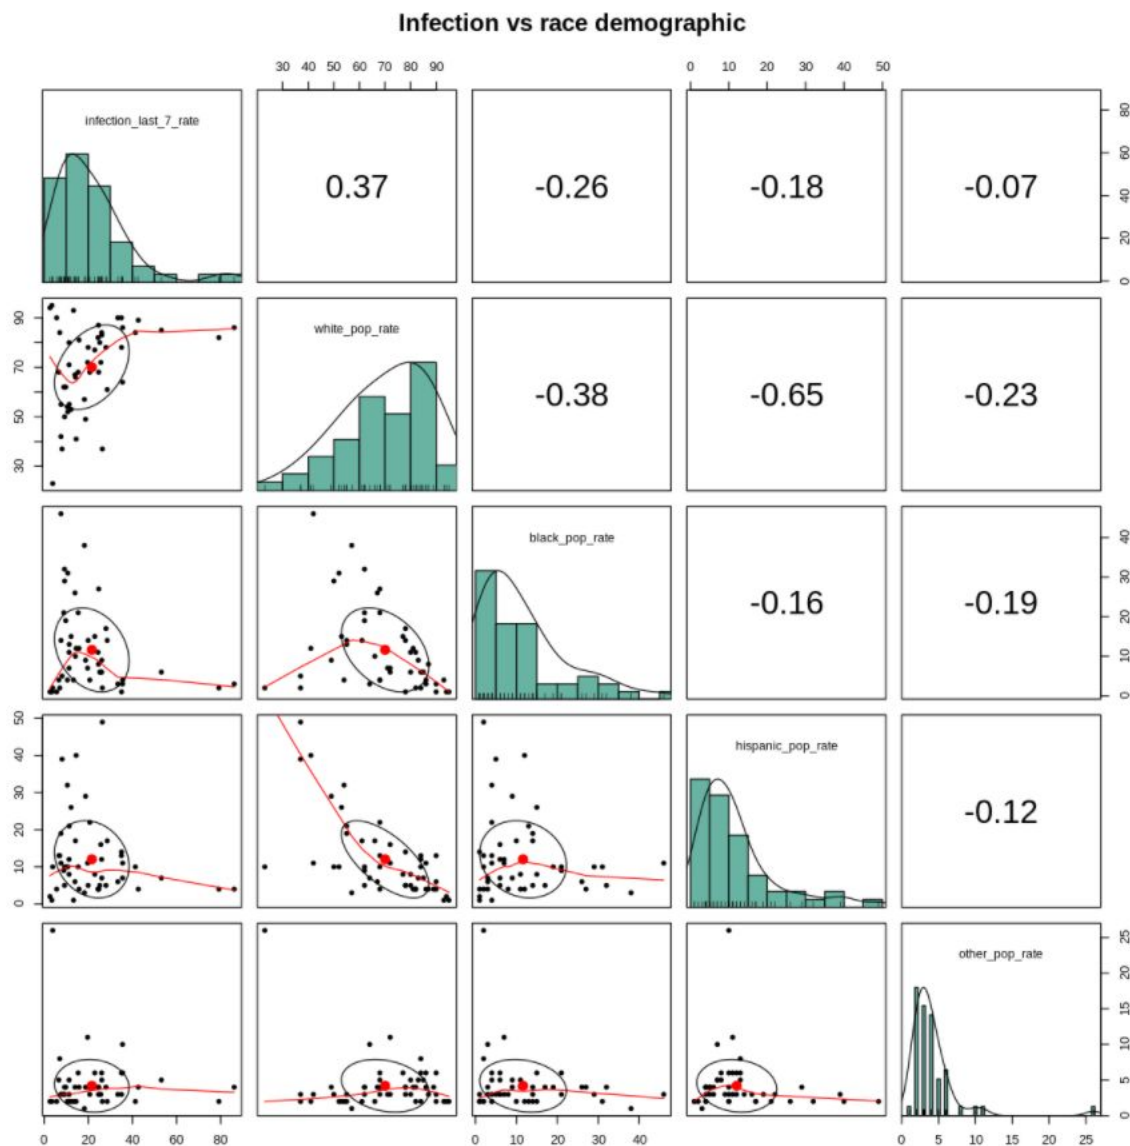 Infection vs race demographic
30 40 50 60 70 80 90
0 10 20 30 40 50
infection_last_7_rate
0.37
-0.26
-0.18
-0.07
0 20 40 60 80
30 50 70 90
white_pop_rate
-0.38
-0.65
-0.23
black_pop_rate
-0.16
-0.19
0 10 20 30 40
0 10 20 30 40 50
hispanic_pop_rate
-0.12
other_pop_rate
0 5 10 15 20 25
0 20 40 60 80
0 10 20 30 40
0 5 10 15 20 25